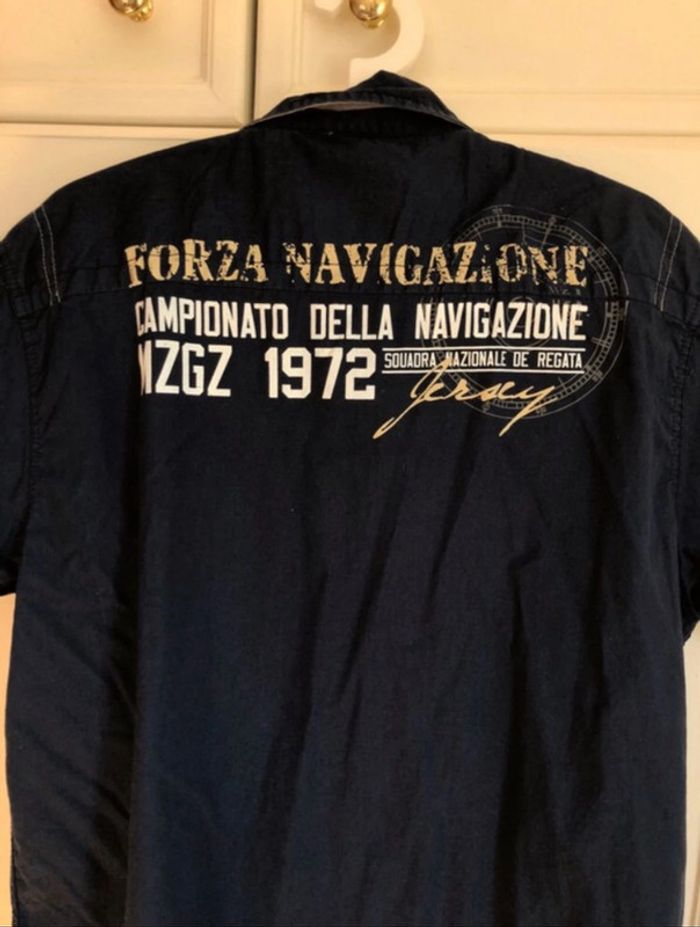 FORZA NAVIGAZIONE
CAMPIONATO DELLA NAVIGAZIONE
MZGZ 1972 SQUADRA NAZIONALE DE REGATA
Jersey